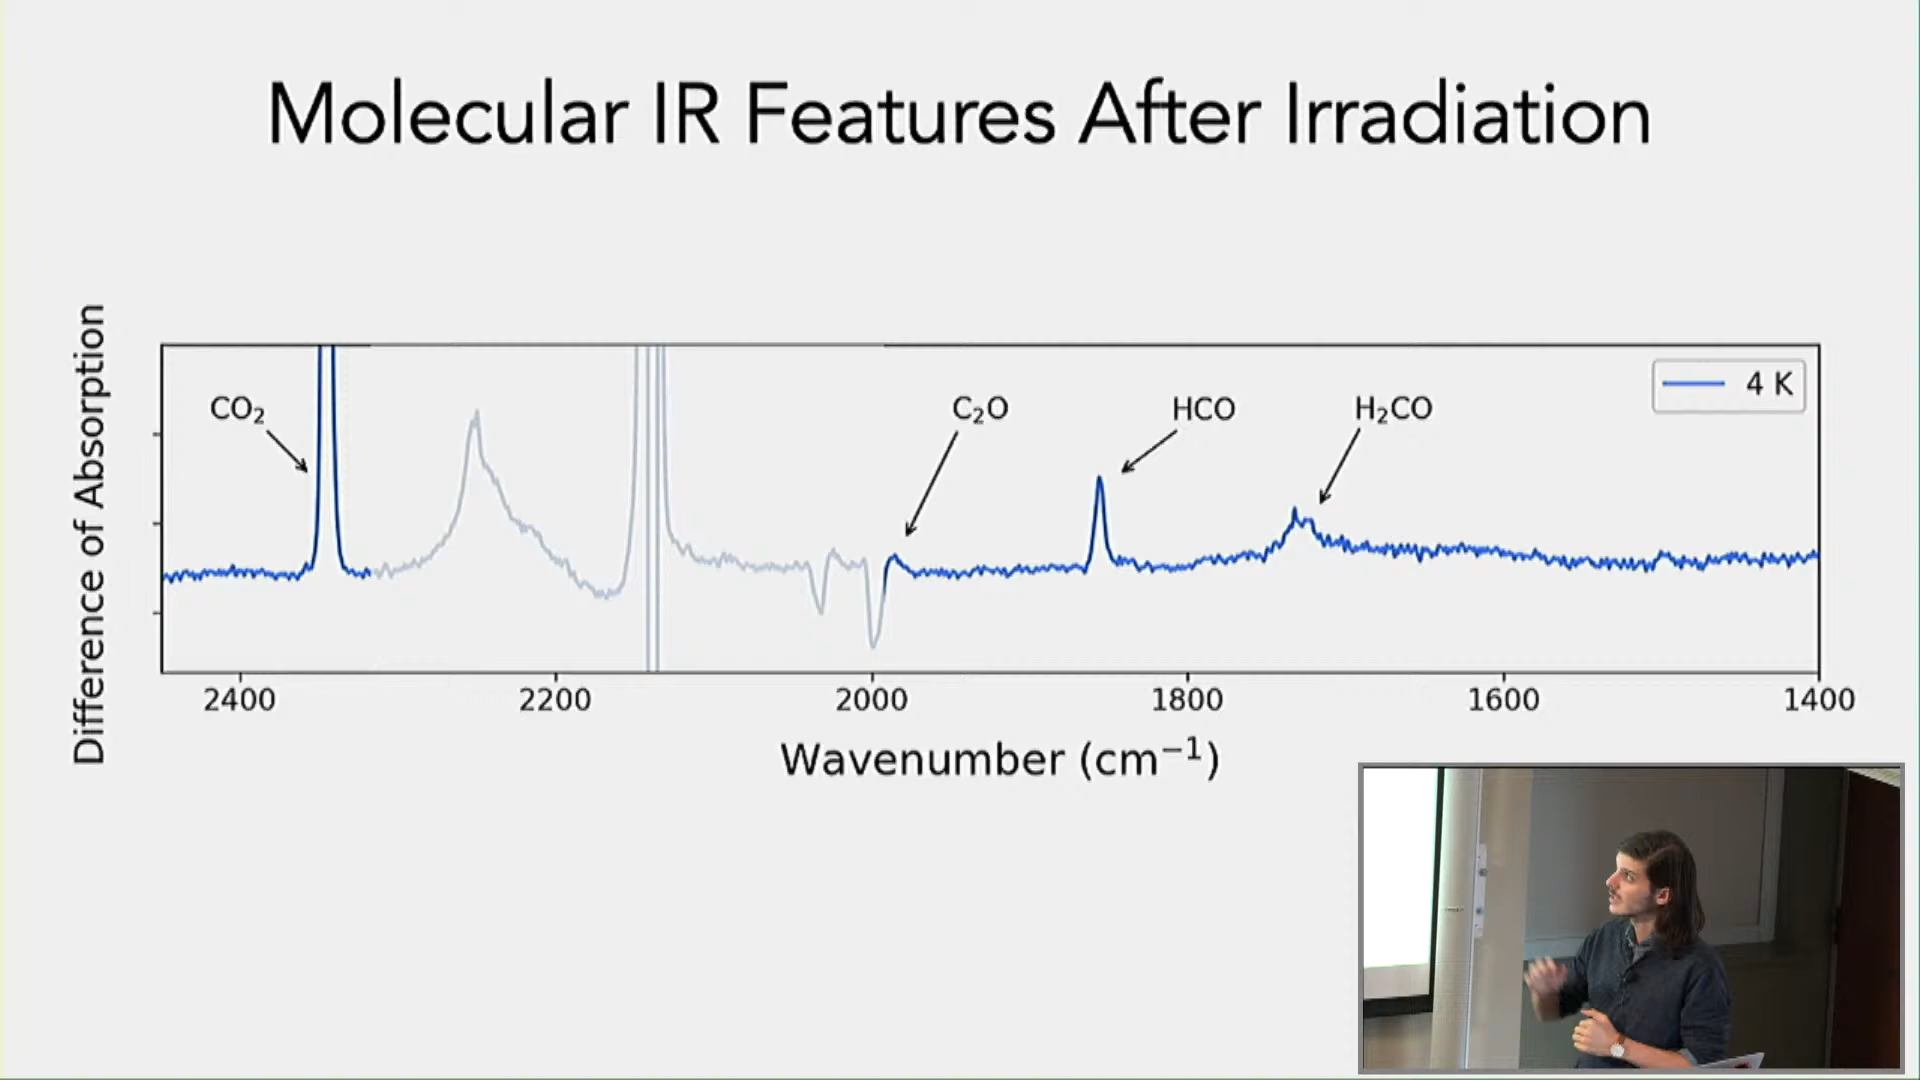 Molecular IR Features After Irradiation
Difference of Absorption
CO₂
C₂O
HCO
H₂CO
4 K
2400
2200
2000
1800
1600
1400
Wavenumber (cm⁻¹)